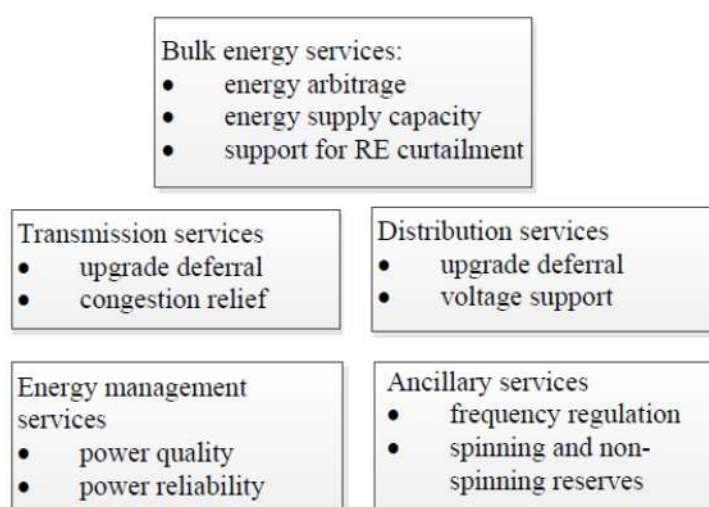 Bulk energy services:
• energy arbitrage
• energy supply capacity
• support for RE curtailment
Transmission services
• upgrade deferral
• congestion relief
Distribution services
• upgrade deferral
• voltage support
Energy management
services
• power quality
• power reliability
Ancillary services
• frequency regulation
• spinning and non-
spinning reserves